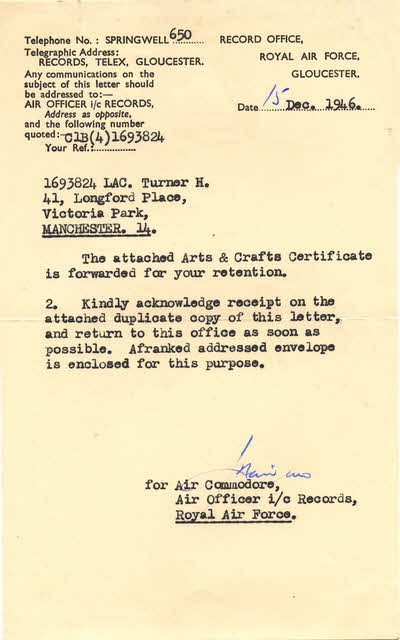 Telephone No. : SPRINGWELL 650
Telegraphic Address:
RECORDS, TELEX, GLOUCESTER.
Any communications on the
subject of this letter should
be addressed to:—
AIR OFFICER i/c RECORDS,
Address as opposite,
and the following number
quoted:-C1B(4)1693824
Your Ref.:
RECORD OFFICE,
ROYAL AIR FORCE,
GLOUCESTER.
Date 15 Dec. 1946.
1693824 LAC. Turner H.
41, Longford Place,
Victoria Park,
MANCHESTER. 14.
The attached Arts & Crafts Certificate
is forwarded for your retention.
2. Kindly acknowledge receipt on the
attached duplicate copy of this letter,
and return to this office as soon as
possible. Afranked addressed envelope
is enclosed for this purpose.
for Air Commodore,
Air Officer i/c Records,
Royal Air Force.